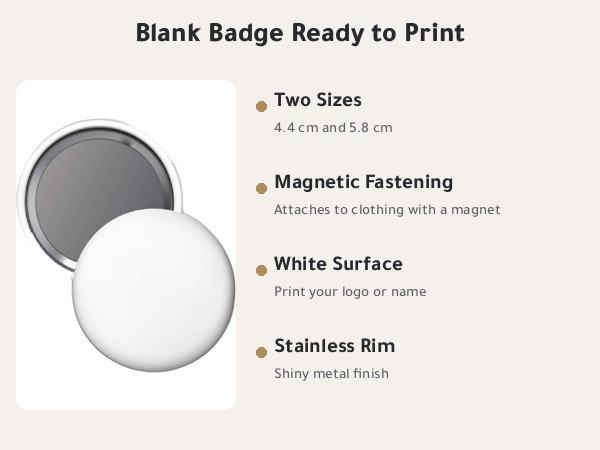 Blank Badge Ready to Print
Two Sizes
4.4 cm and 5.8 cm
Magnetic Fastening
Attaches to clothing with a magnet
White Surface
Print your logo or name
Stainless Rim
Shiny metal finish